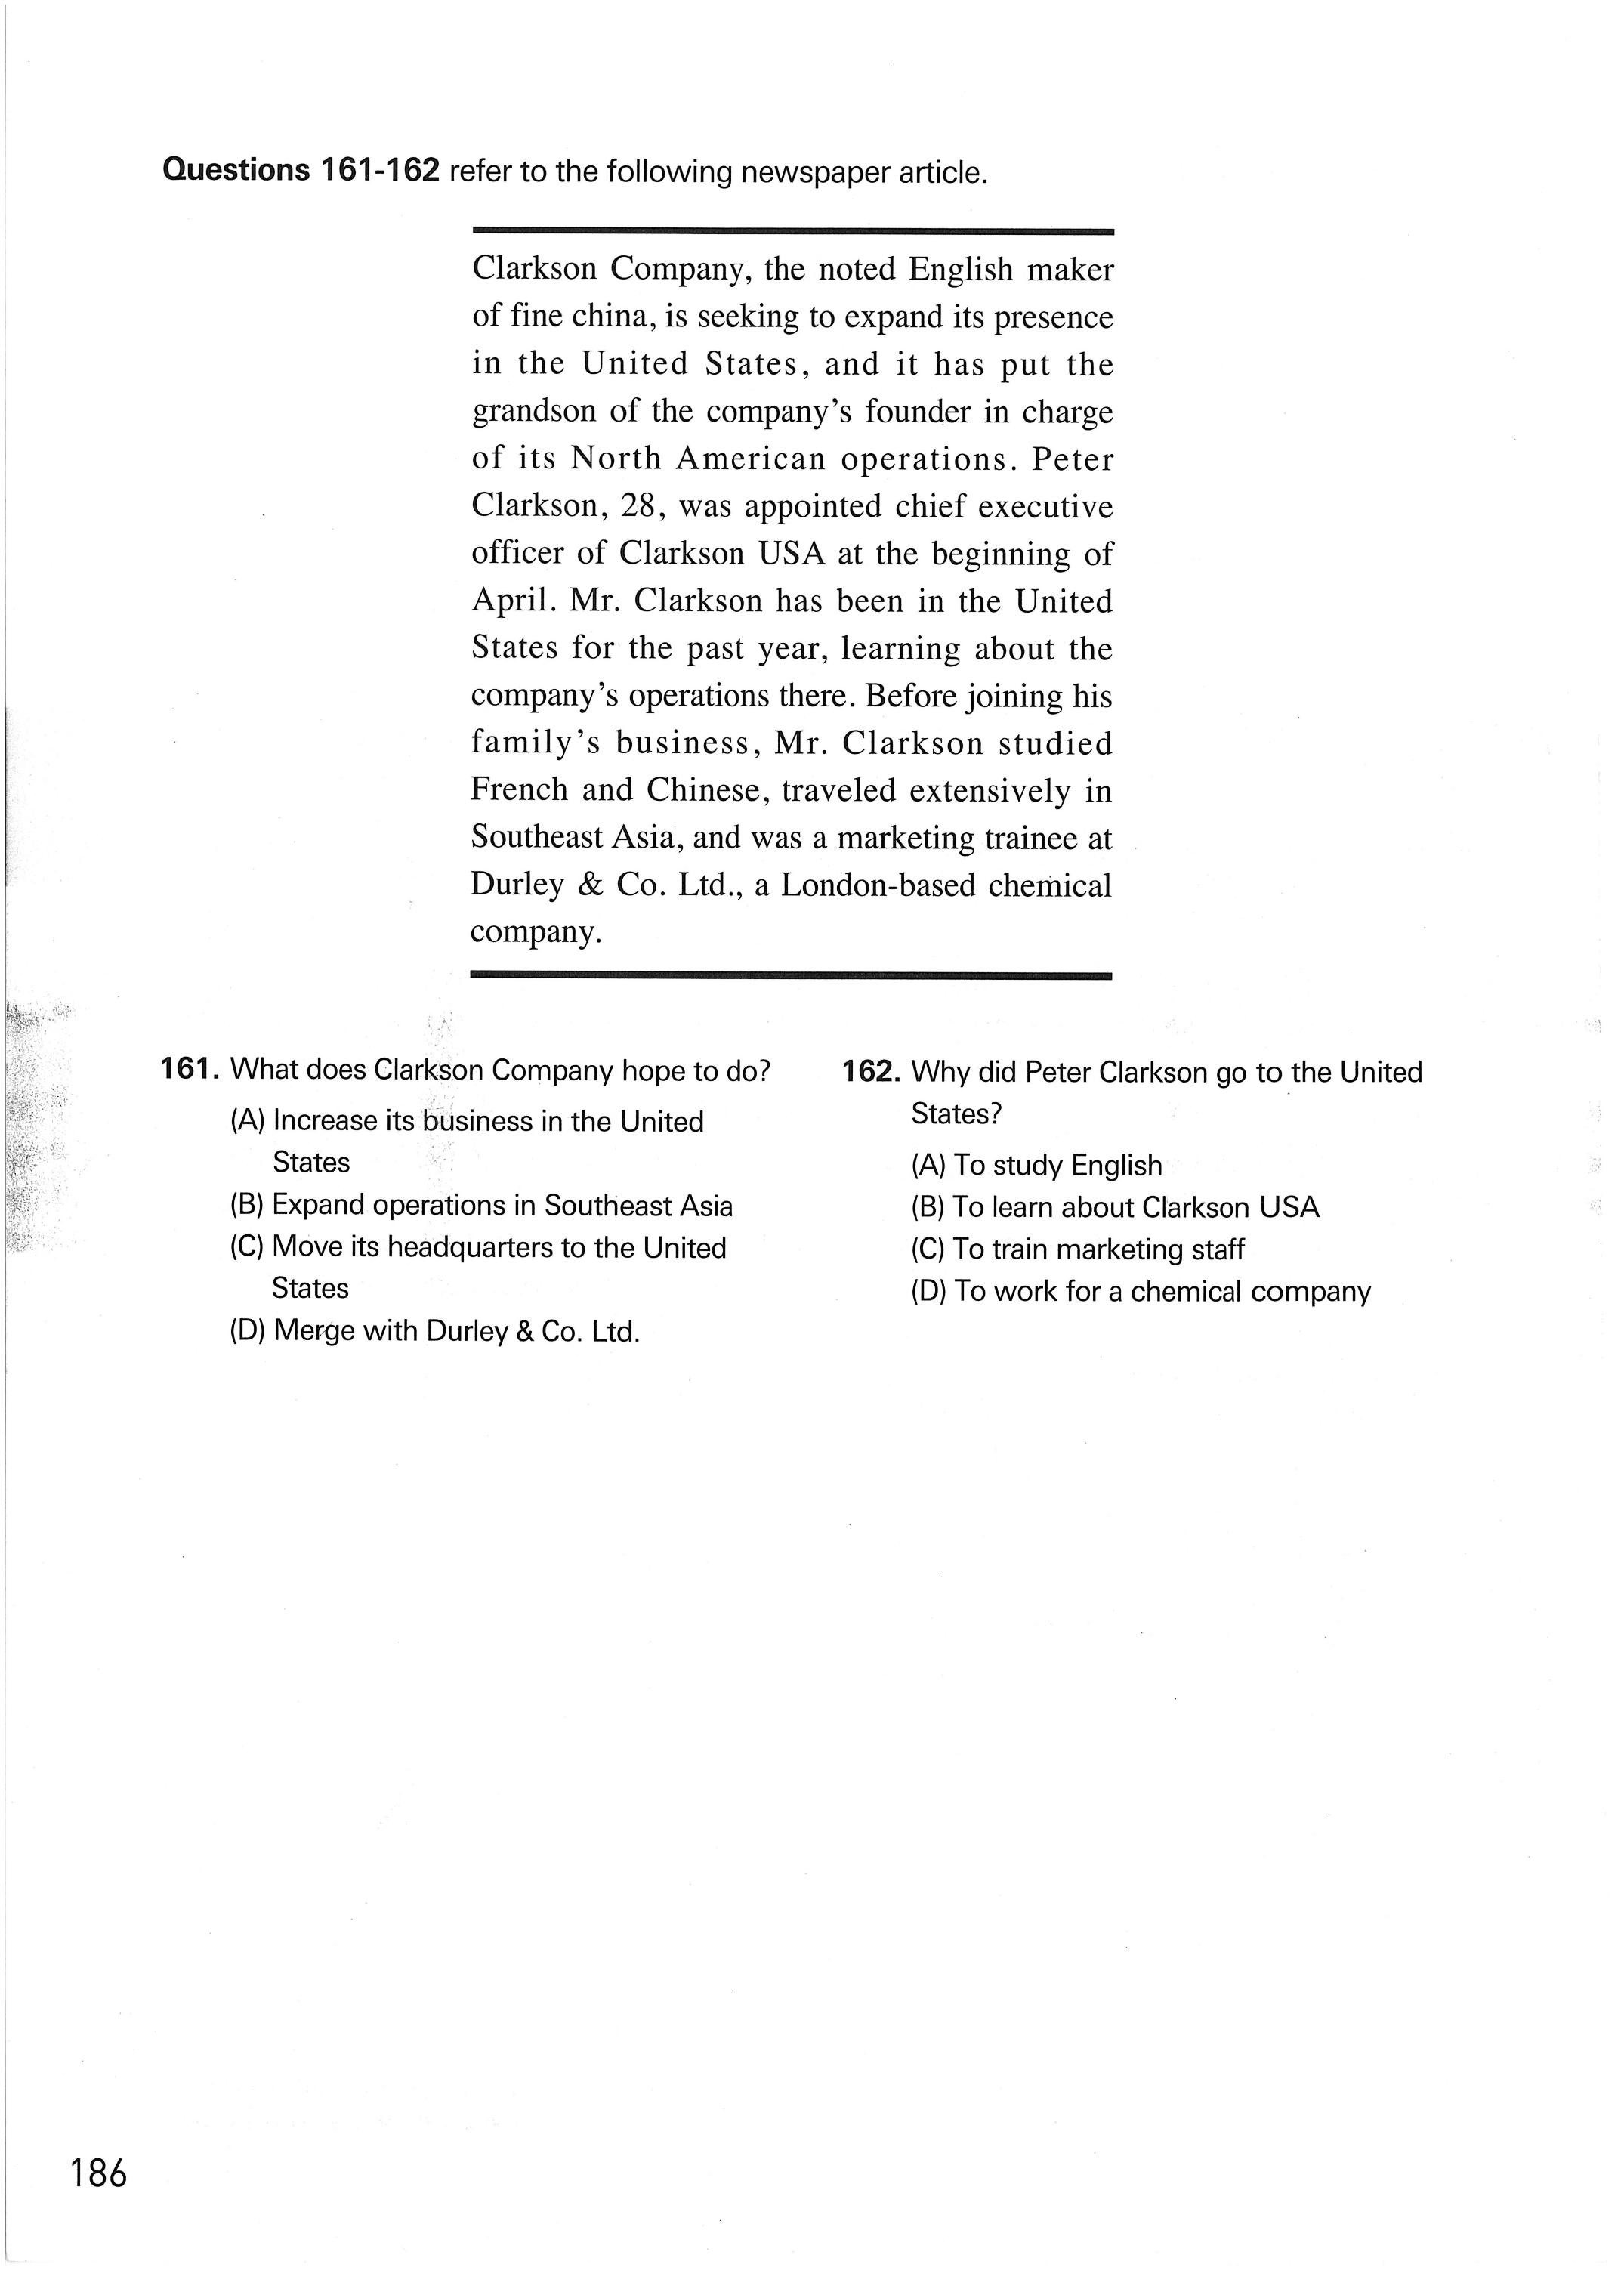 Questions 161-162 refer to the following newspaper article.
Clarkson Company, the noted English maker
of fine china, is seeking to expand its presence
in the United States, and it has put the
grandson of the company's founder in charge
of its North American operations. Peter
Clarkson, 28, was appointed chief executive
officer of Clarkson USA at the beginning of
April. Mr. Clarkson has been in the United
States for the past year, learning about the
company's operations there. Before joining his
family's business, Mr. Clarkson studied
French and Chinese, traveled extensively in
Southeast Asia, and was a marketing trainee at
Durley & Co. Ltd., a London-based chemical
company.
161. What does Clarkson Company hope to do?
(A) Increase its business in the United
States
(B) Expand operations in Southeast Asia
(C) Move its headquarters to the United
States
(D) Merge with Durley & Co. Ltd.
162. Why did Peter Clarkson go to the United
States?
(A) To study English
(B) To learn about Clarkson USA
(C) To train marketing staff
(D) To work for a chemical company
186